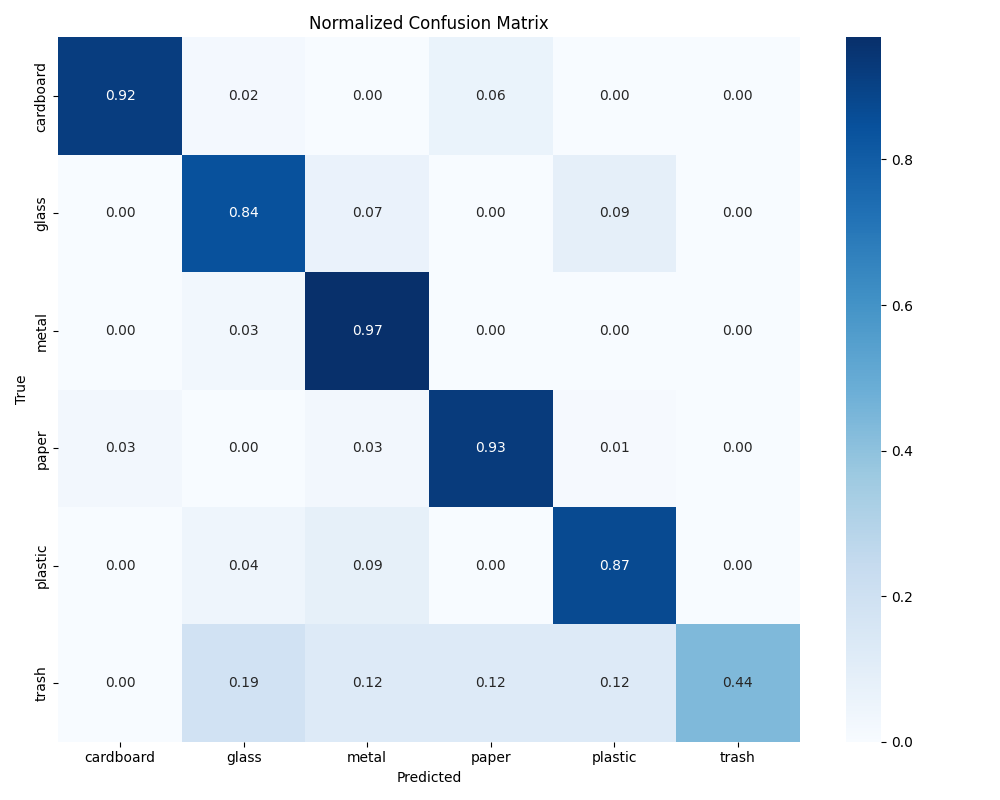 Normalized Confusion Matrix
cardboard 0.92 0.02 0.00 0.06 0.00 0.00
0.8
glass 0.00 0.84 0.07 0.00 0.09 0.00
0.6
metal 0.00 0.03 0.97 0.00 0.00 0.00
True
paper 0.03 0.00 0.03 0.93 0.01 0.00
0.4
plastic 0.00 0.04 0.09 0.00 0.87 0.00
0.2
trash 0.00 0.19 0.12 0.12 0.12 0.44
0.0
cardboard glass metal paper plastic trash
Predicted